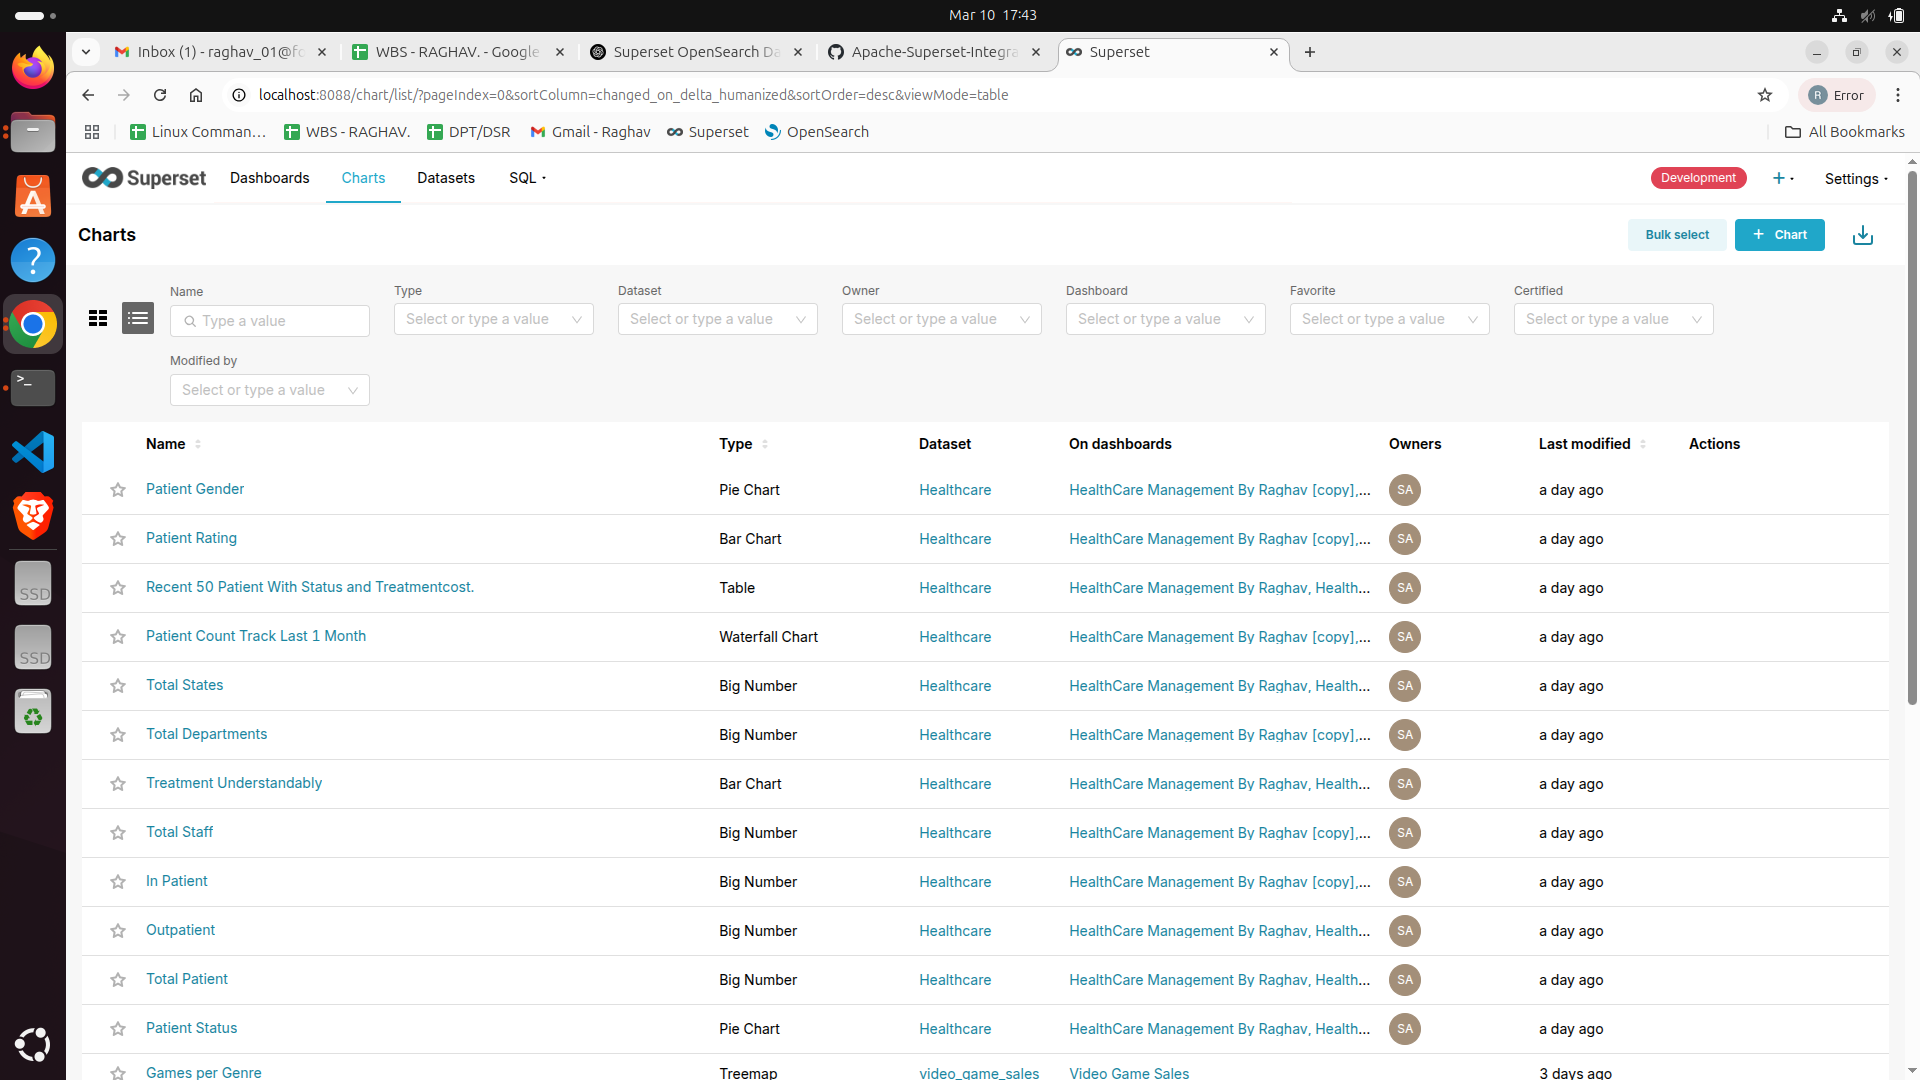 Mar 10 17:43
Inbox (1) - raghav_01@fo
WBS - RAGHAV. - Google
Superset OpenSearch Da
Apache-Superset-Integra
Superset
localhost:8088/chart/list/?pageIndex=0&sortColumn=changed_on_delta_humanized&sortOrder=desc&viewMode=table
R Error
Linux Comman...
WBS - RAGHAV.
DPT/DSR
Gmail - Raghav
Superset
OpenSearch
All Bookmarks
Superset Dashboards Charts Datasets SQL
Development
+
Settings
Charts
Bulk select
+ Chart
Name Type Dataset Owner Dashboard Favorite Certified
Type a value Select or type a value Select or type a value Select or type a value Select or type a value Select or type a value Select or type a value
Modified by
Select or type a value
Name Type Dataset On dashboards Owners Last modified Actions
Patient Gender Pie Chart Healthcare HealthCare Management By Raghav [copy],... SA a day ago
Patient Rating Bar Chart Healthcare HealthCare Management By Raghav [copy],... SA a day ago
Recent 50 Patient With Status and Treatmentcost. Table Healthcare HealthCare Management By Raghav, Health... SA a day ago
Patient Count Track Last 1 Month Waterfall Chart Healthcare HealthCare Management By Raghav [copy],... SA a day ago
Total States Big Number Healthcare HealthCare Management By Raghav, Health... SA a day ago
Total Departments Big Number Healthcare HealthCare Management By Raghav [copy],... SA a day ago
Treatment Understandably Bar Chart Healthcare HealthCare Management By Raghav, Health... SA a day ago
Total Staff Big Number Healthcare HealthCare Management By Raghav [copy],... SA a day ago
In Patient Big Number Healthcare HealthCare Management By Raghav [copy],... SA a day ago
Outpatient Big Number Healthcare HealthCare Management By Raghav, Health... SA a day ago
Total Patient Big Number Healthcare HealthCare Management By Raghav, Health... SA a day ago
Patient Status Pie Chart Healthcare HealthCare Management By Raghav, Health... SA a day ago
Games per Genre Treemap video_game_sales Video Game Sales 3 days ago
SSD
SSD